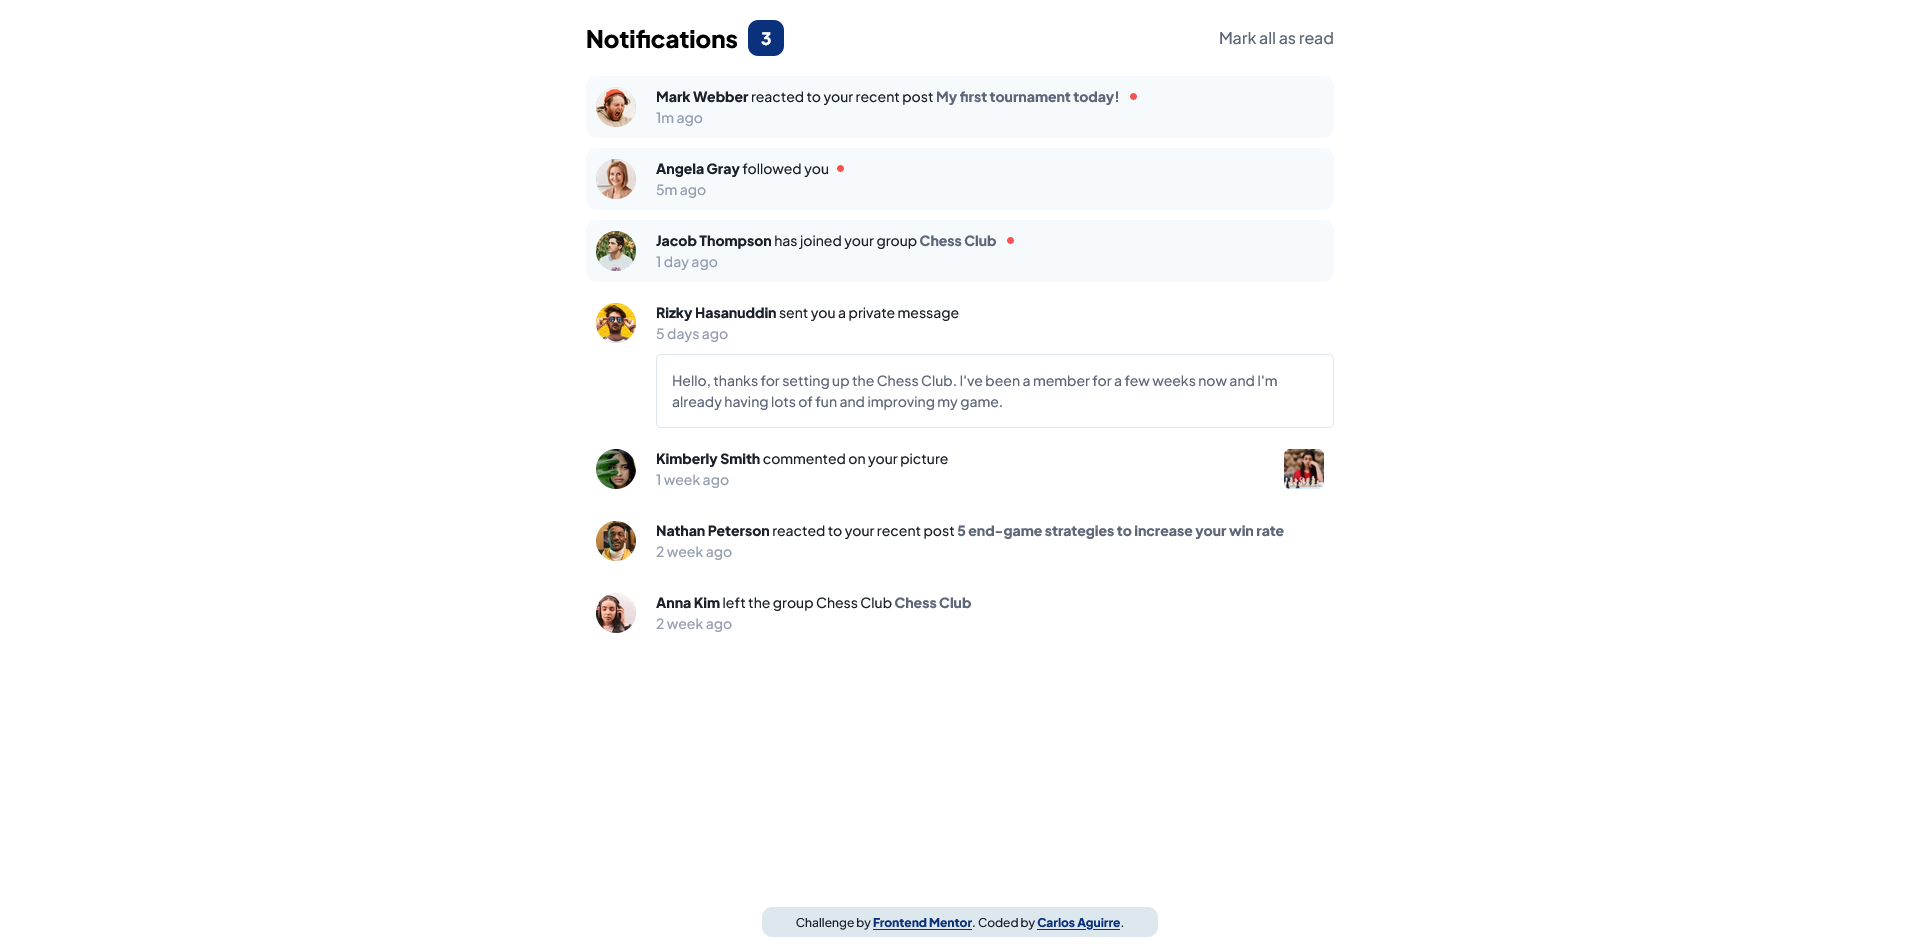 Notifications 3 Mark all as read
Mark Webber reacted to your recent post My first tournament today!
1m ago
Angela Gray followed you
5m ago
Jacob Thompson has joined your group Chess Club
1 day ago
Rizky Hasanuddin sent you a private message
5 days ago
Hello, thanks for setting up the Chess Club. I've been a member for a few weeks now and I'm
already having lots of fun and improving my game.
Kimberly Smith commented on your picture
1 week ago
Nathan Peterson reacted to your recent post 5 end-game strategies to increase your win rate
2 week ago
Anna Kim left the group Chess Club Chess Club
2 week ago
Challenge by Frontend Mentor. Coded by Carlos Aguirre.